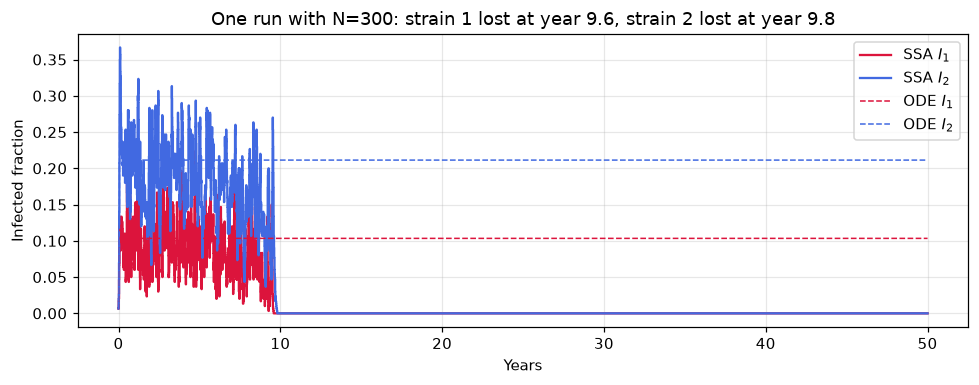 One run with N=300: strain 1 lost at year 9.6, strain 2 lost at year 9.8
Infected fraction
0.35
0.30
0.25
0.20
0.15
0.10
0.05
0.00
SSA I₁
SSA I₂
ODE I₁
ODE I₂
0 10 20 30 40 50
Years